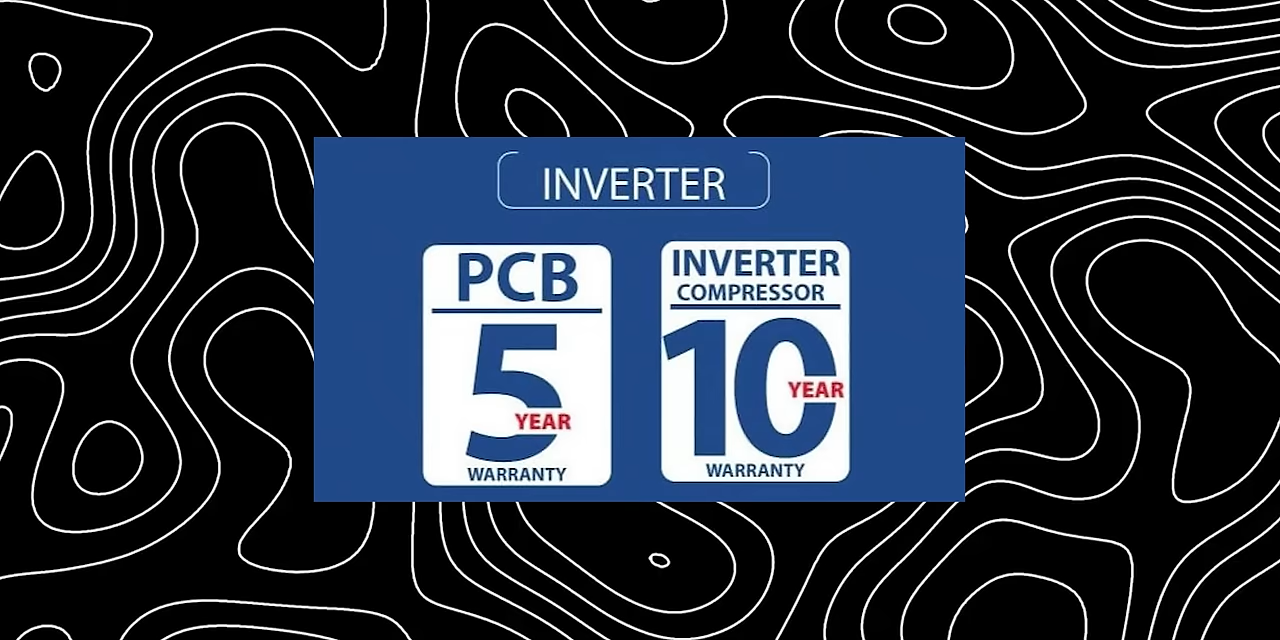 INVERTER
PCB
5
YEAR
WARRANTY
INVERTER
COMPRESSOR
10
YEAR
WARRANTY